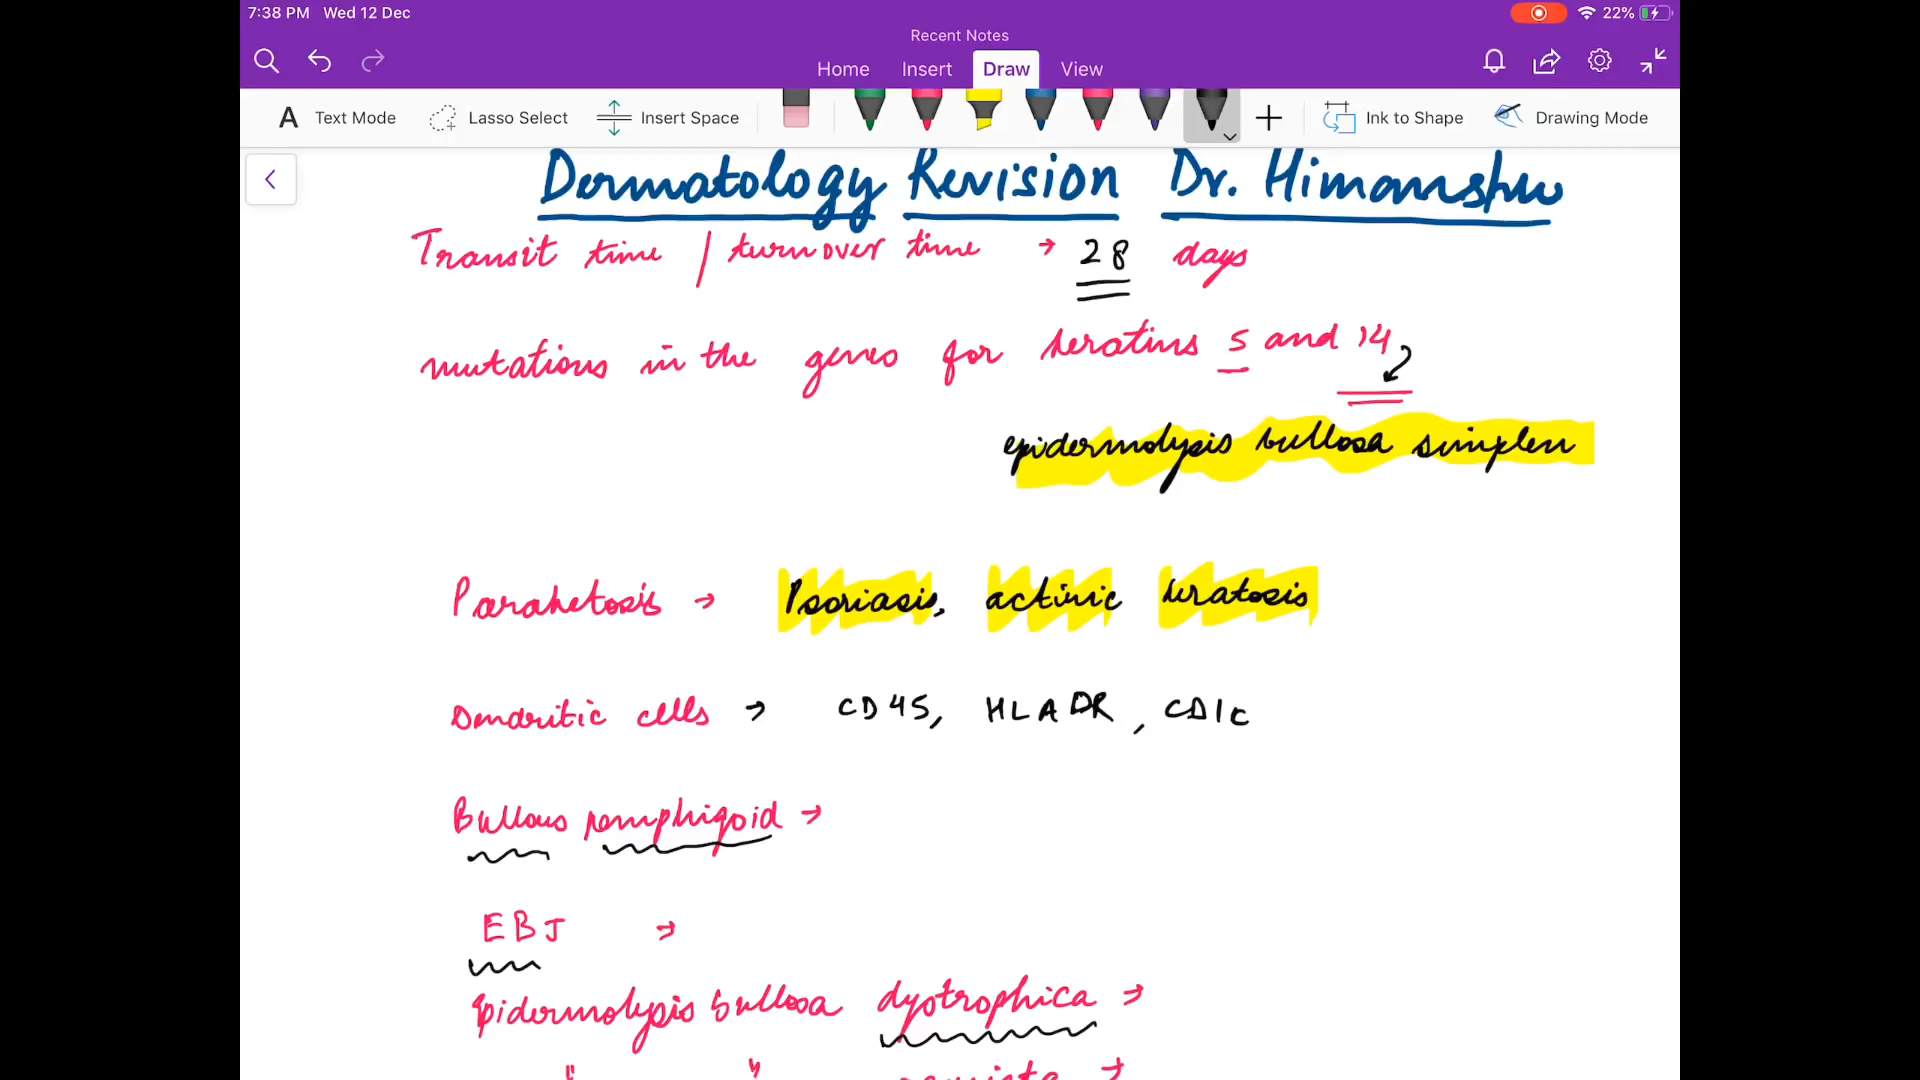 7:38 PM Wed 12 Dec 22%
Recent Notes
Home Insert Draw View
A Text Mode Lasso Select Insert Space Ink to Shape Drawing Mode
Dermatology Revision Dr. Himanshu
Transit time / turnover time → 28 days
mutations in the genes for keratins 5 and 14
epidermolysis bullosa simplex
Paraketosis → Psoriasis, actinic keratosis
Dendritic cells → CD45, HLA DR, CD1c
Bullous pemphigoid →
EBJ →
Epidermolysis bullosa dystrophica →
" " →